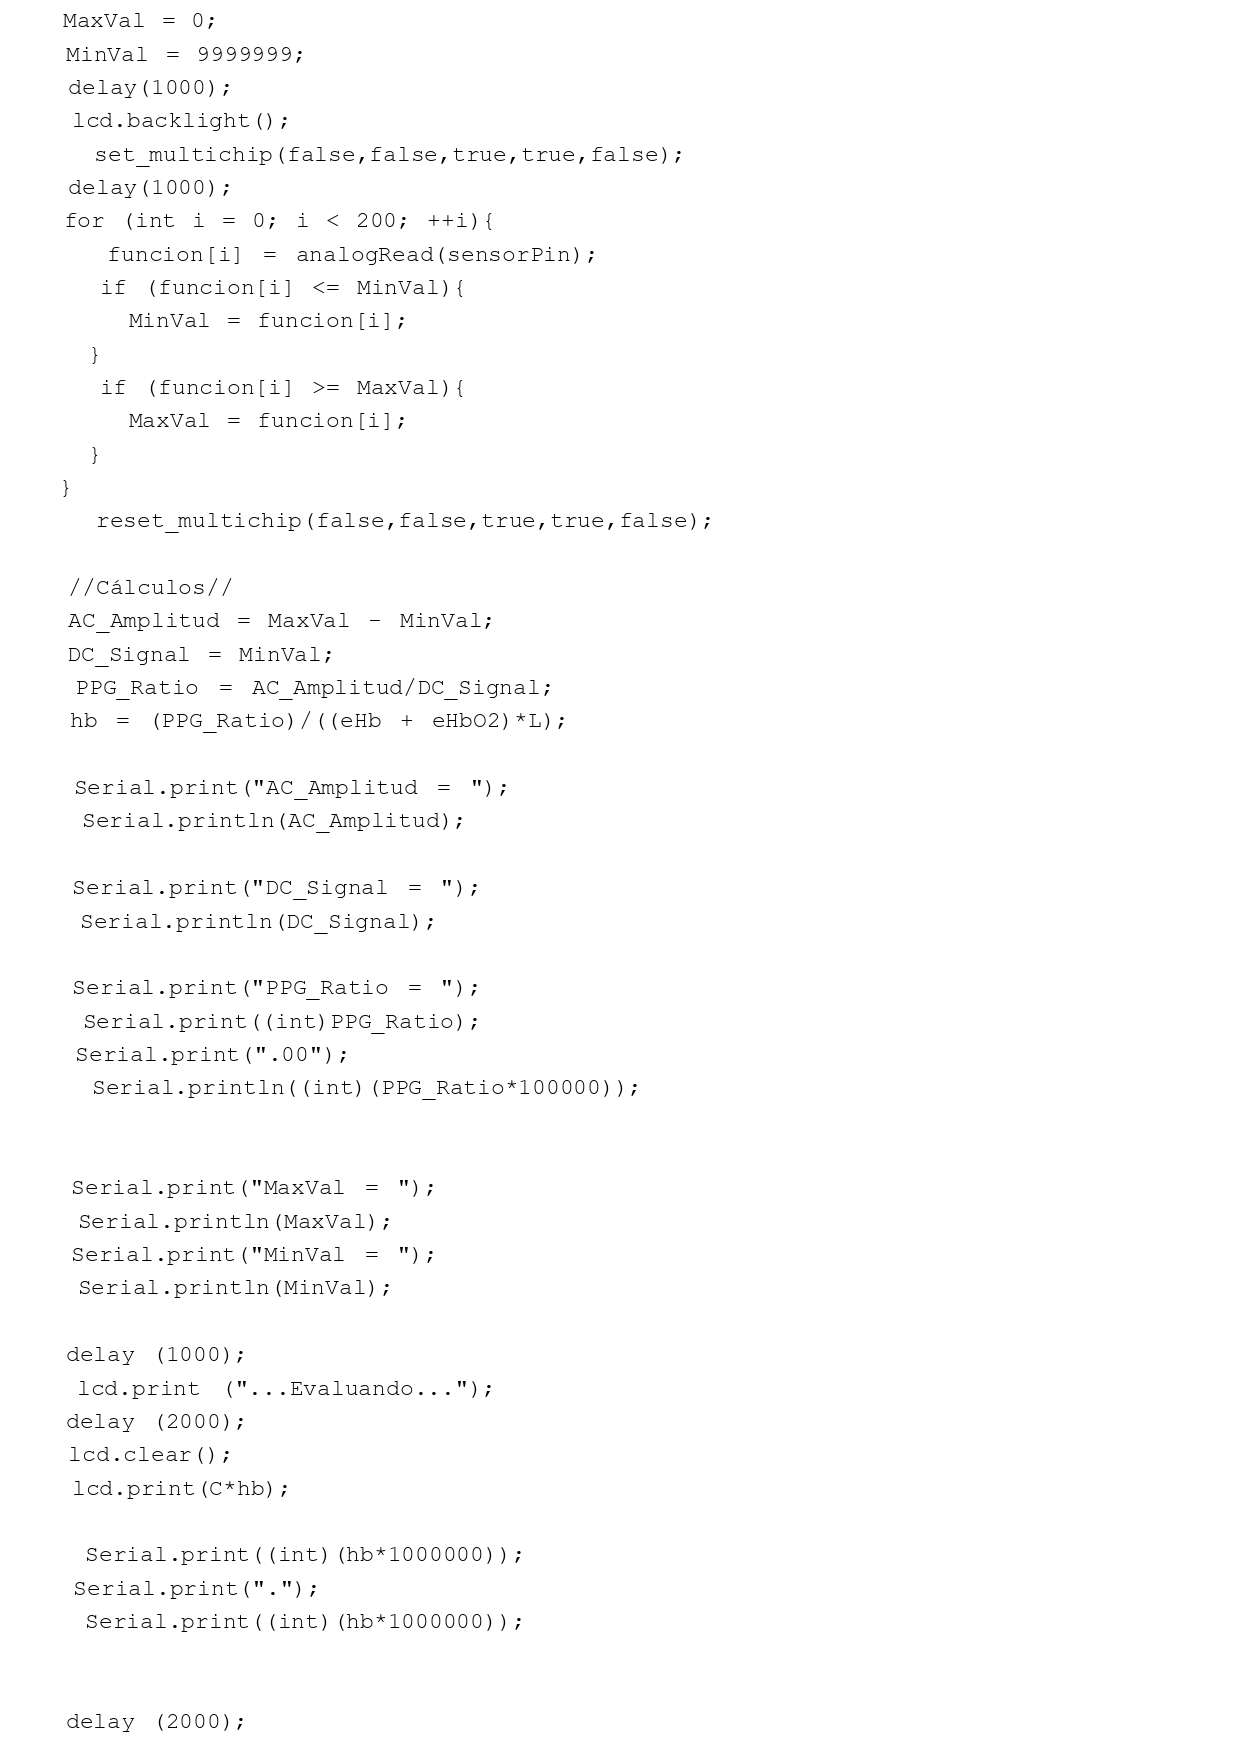 MaxVal = 0;
MinVal = 9999999;
delay(1000);
lcd.backlight();
set_multichip(false,false,true,true,false);
delay(1000);
for (int i = 0; i < 200; ++i){
funcion[i] = analogRead(sensorPin);
if (funcion[i] <= MinVal){
MinVal = funcion[i];
}
if (funcion[i] >= MaxVal){
MaxVal = funcion[i];
}
}
reset_multichip(false,false,true,true,false);
//Cálculos//
AC_Amplitud = MaxVal - MinVal;
DC_Signal = MinVal;
PPG_Ratio = AC_Amplitud/DC_Signal;
hb = (PPG_Ratio)/((eHb + eHbO2)*L);
Serial.print("AC_Amplitud = ");
Serial.println(AC_Amplitud);
Serial.print("DC_Signal = ");
Serial.println(DC_Signal);
Serial.print("PPG_Ratio = ");
Serial.print((int)PPG_Ratio);
Serial.print(".00");
Serial.println((int)(PPG_Ratio*100000));
Serial.print("MaxVal = ");
Serial.println(MaxVal);
Serial.print("MinVal = ");
Serial.println(MinVal);
delay (1000);
lcd.print ("...Evaluando...");
delay (2000);
lcd.clear();
lcd.print(C*hb);
Serial.print((int)(hb*1000000));
Serial.print(".");
Serial.print((int)(hb*1000000));
delay (2000);